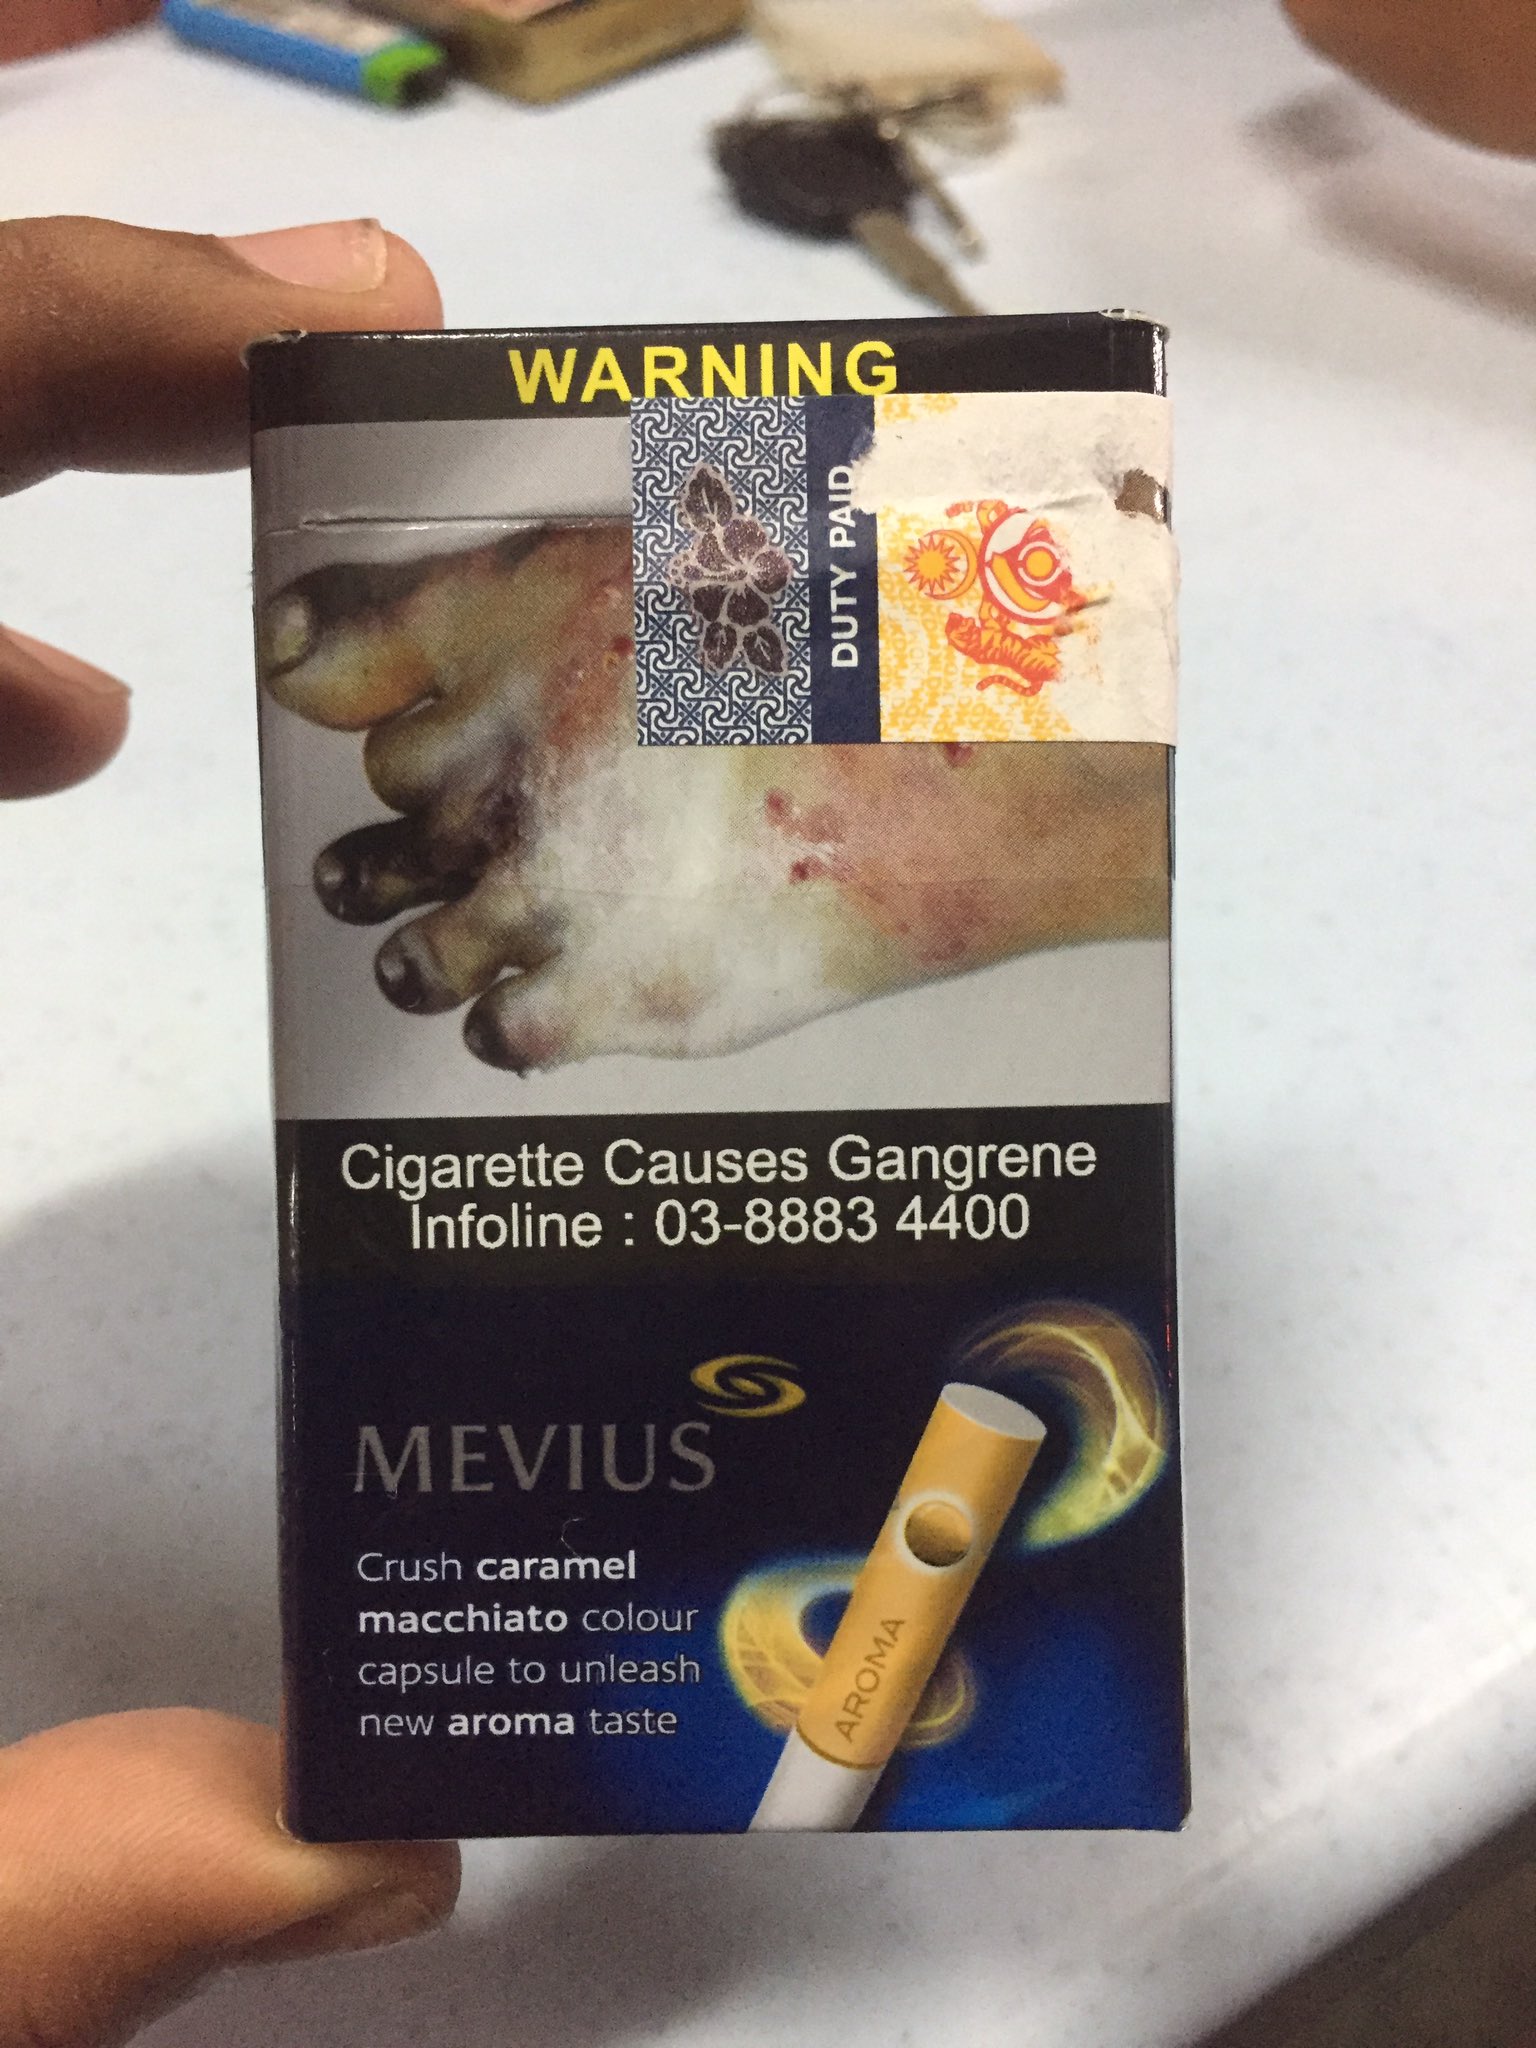 WARNING
DUTY PAID
Cigarette Causes Gangrene
Infoline : 03-8883 4400
MEVIUS
Crush caramel
macchiato colour
capsule to unleash
new aroma taste
AROMA